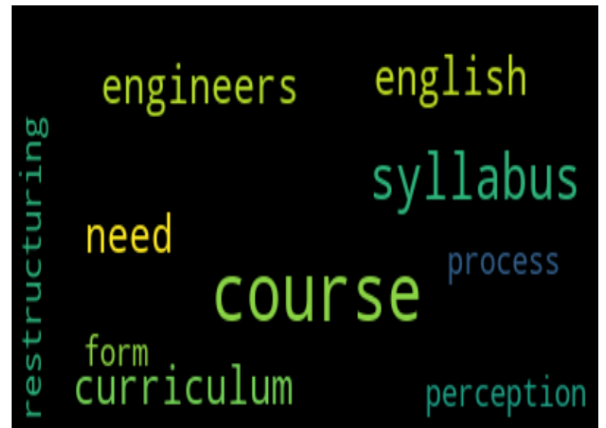 engineers
english
restructuring
syllabus
need
process
course
form
curriculum
perception